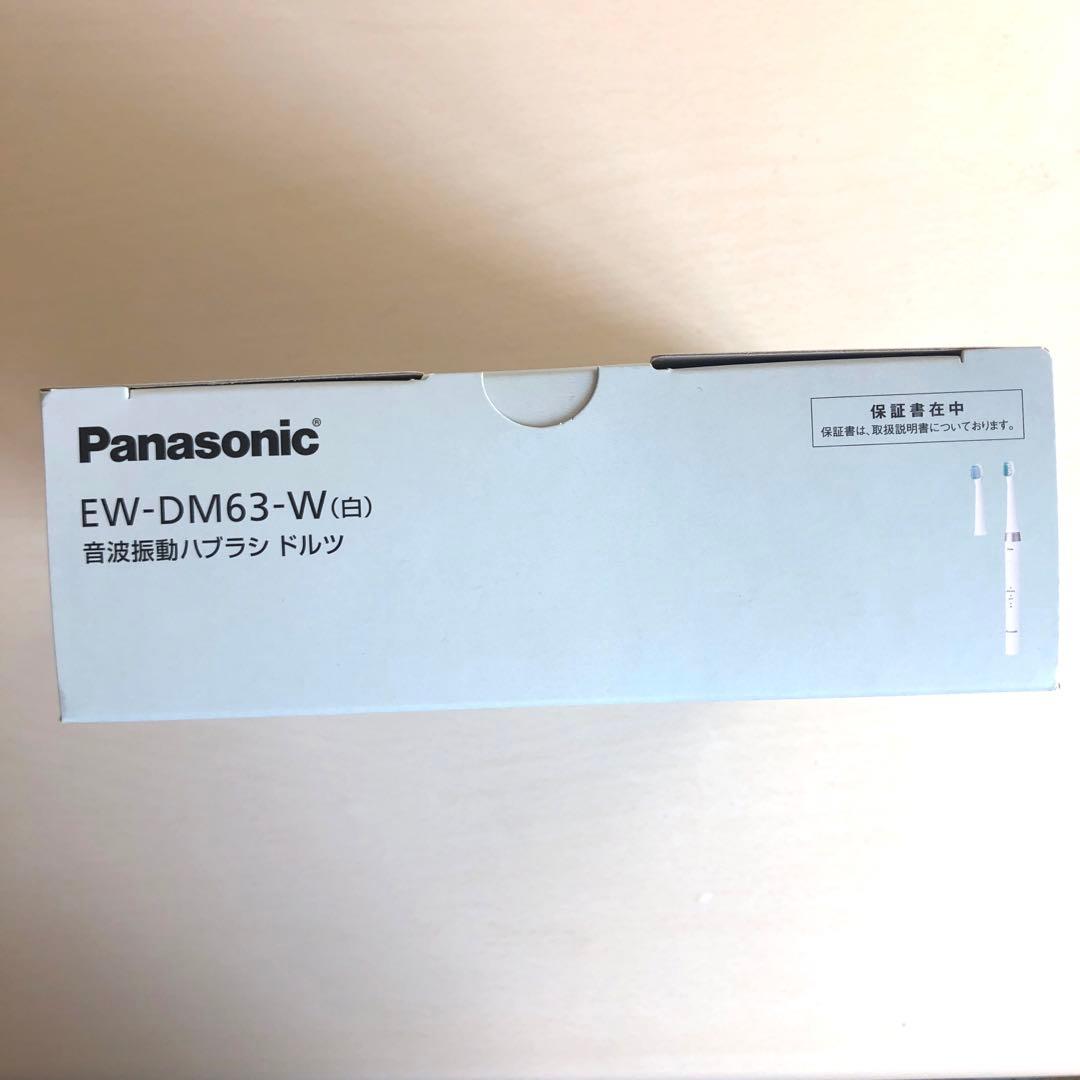 Panasonic®
EW-DM63-W(白)
音波振動ハブラシ ドルツ
保証書在中
保証書は、取扱説明書についております。